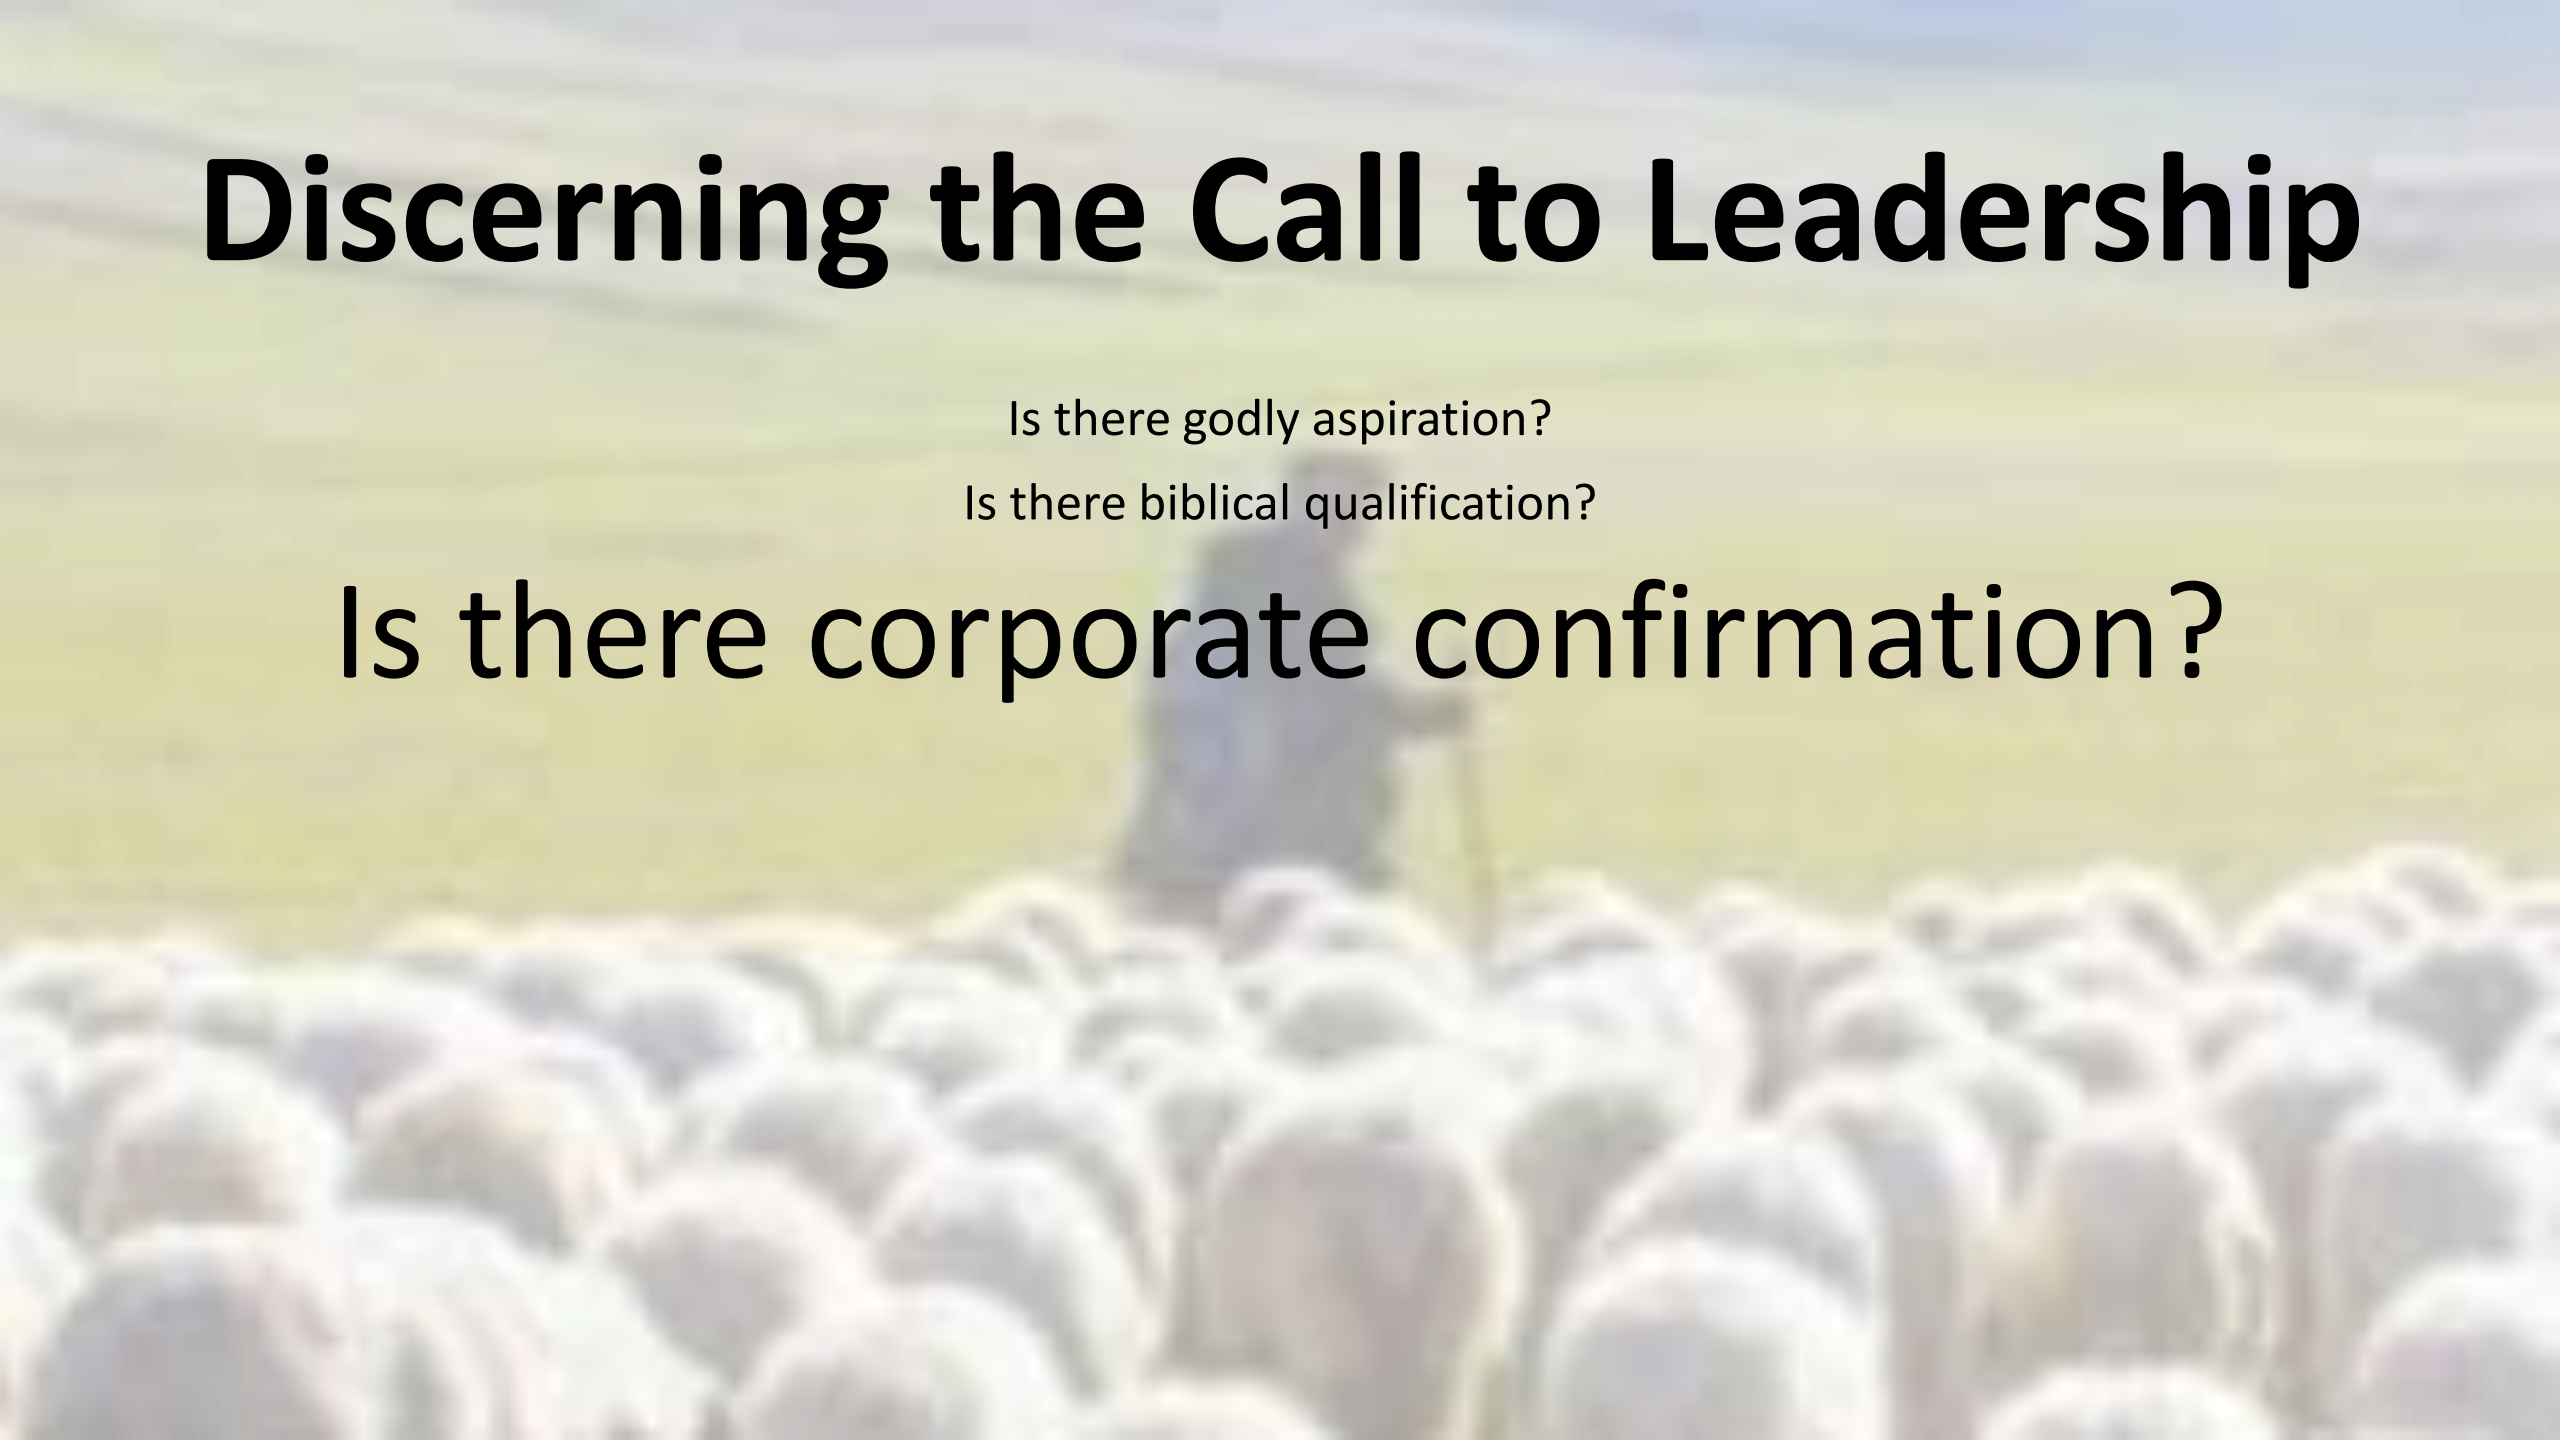 Discerning the Call to Leadership
Is there godly aspiration?
Is there biblical qualification?
Is there corporate confirmation?